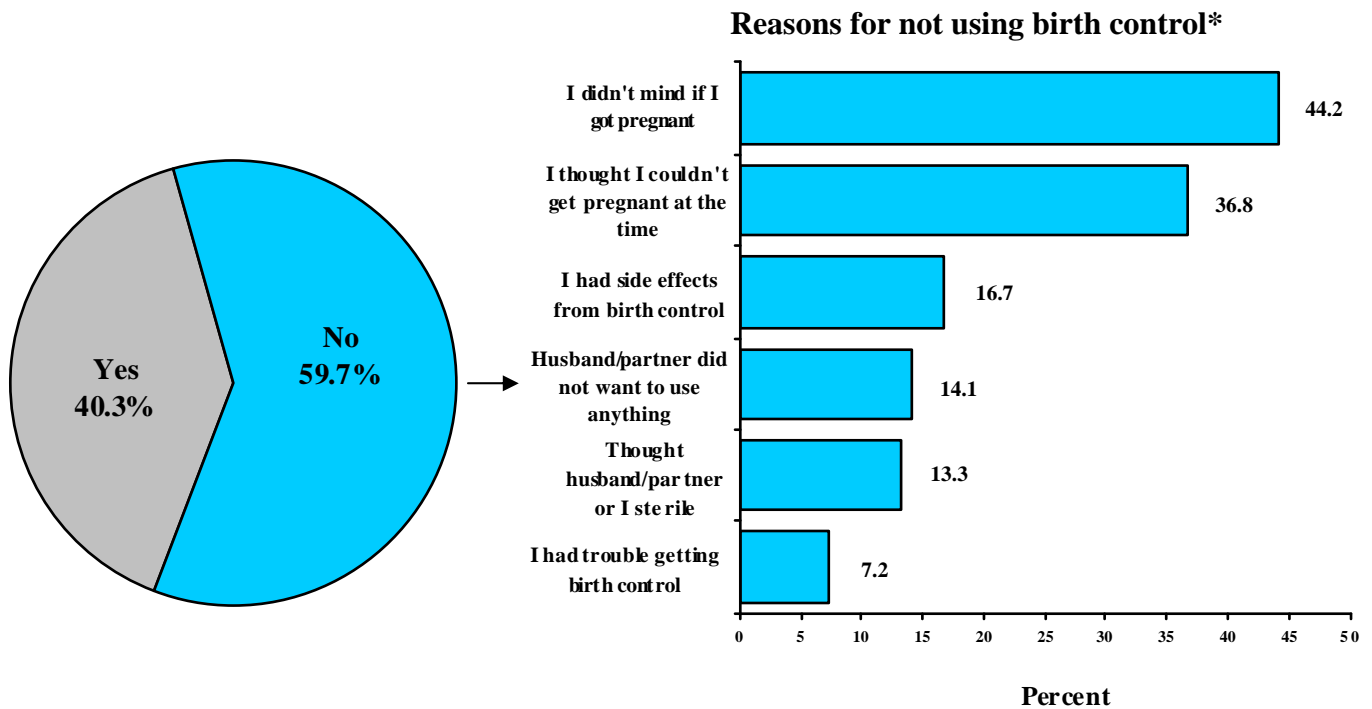 Reasons for not using birth control*
I didn't mind if I
got pregnant
44.2
I thought I couldn't
get pregnant at the
time
36.8
I had side effects
from birth control
16.7
Husband/partner did
not want to use
anything
14.1
Thought
husband/partner
or I sterile
13.3
I had trouble getting
birth control
7.2
No
59.7%
Yes
40.3%
0 5 10 15 20 25 30 35 40 45 50
Percent